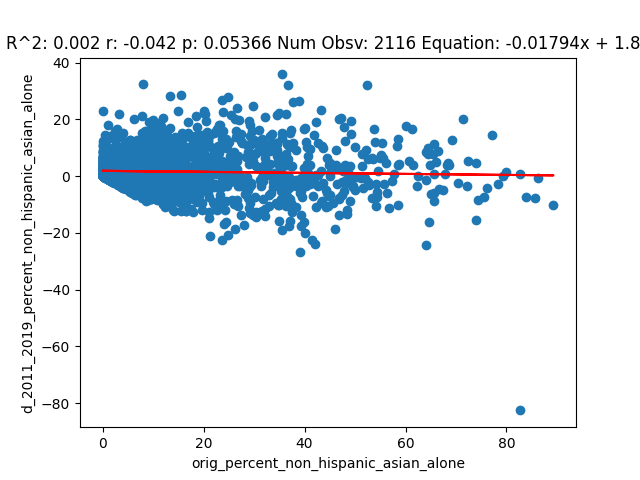 R^2: 0.002 r: -0.042 p: 0.05366 Num Obsv: 2116 Equation: -0.01794x + 1.8
d_2011_2019_percent_non_hispanic_asian_alone
40
20
0
−20
−40
−60
−80
0 20 40 60 80
orig_percent_non_hispanic_asian_alone